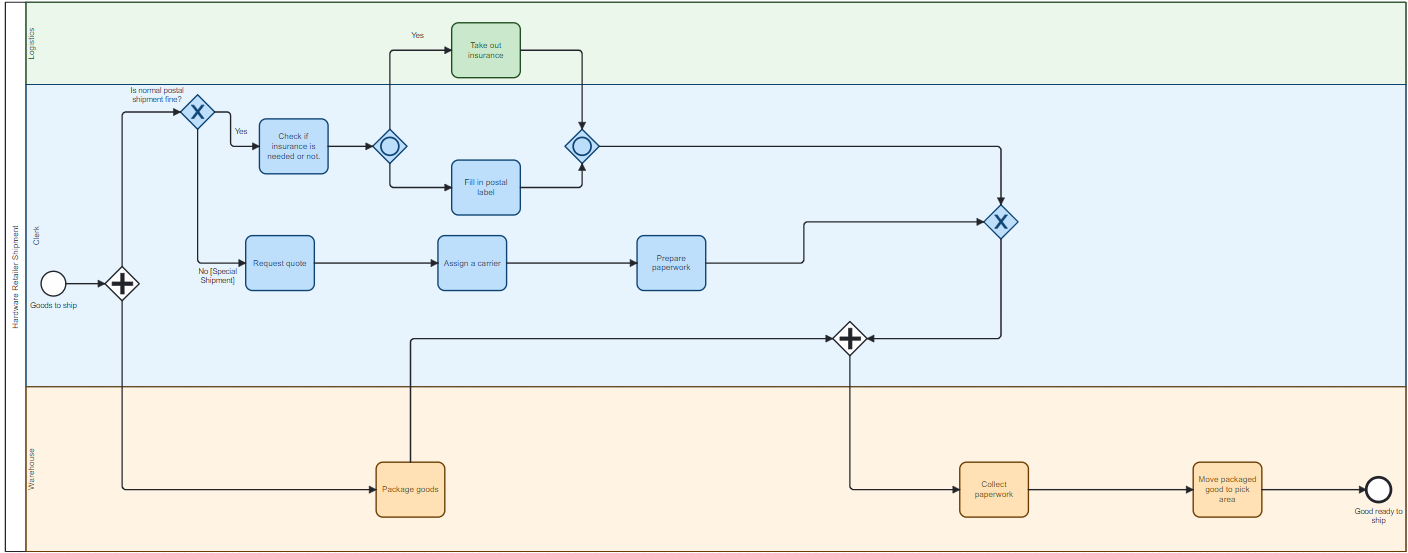 Hardware Retailer Shipment
Logistics
Yes
Take out
insurance
Clerk
Is normal postal
shipment fine?
X
Yes
Check if
insurance is
needed or not.
Fill in postal
label
X
No [Special
Shipment]
Request quote
Assign a carrier
Prepare
paperwork
Goods to ship
Warehouse
Package goods
Collect
paperwork
Move packaged
good to pick
area
Good ready to
ship